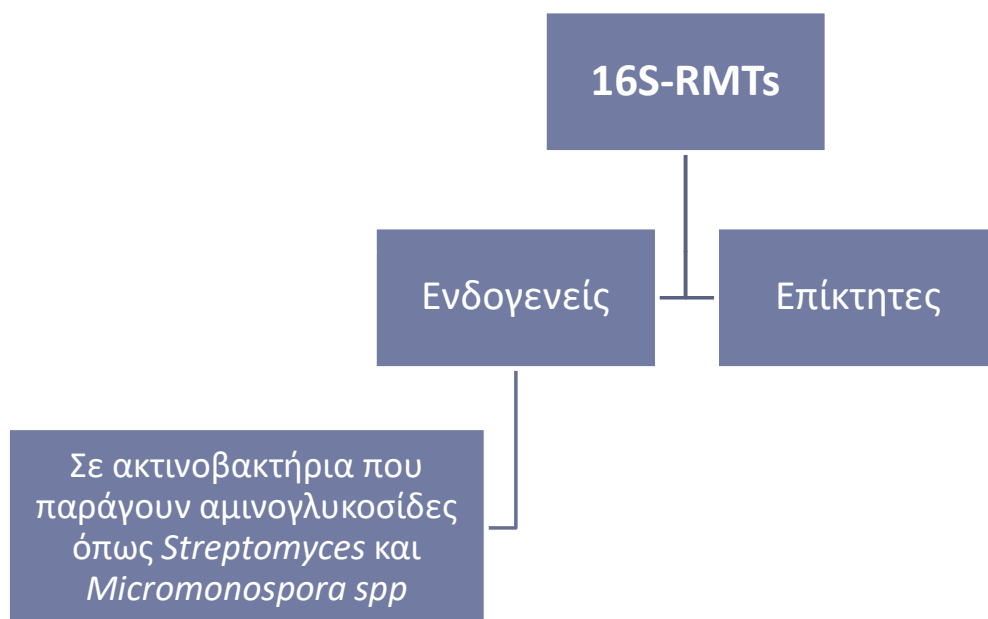 16S-RMTs
Ενδογενείς
Επίκτητες
Σε ακτινοβακτήρια που
παράγουν αμινογλυκοσίδες
όπως Streptomyces και
Micromonospora spp